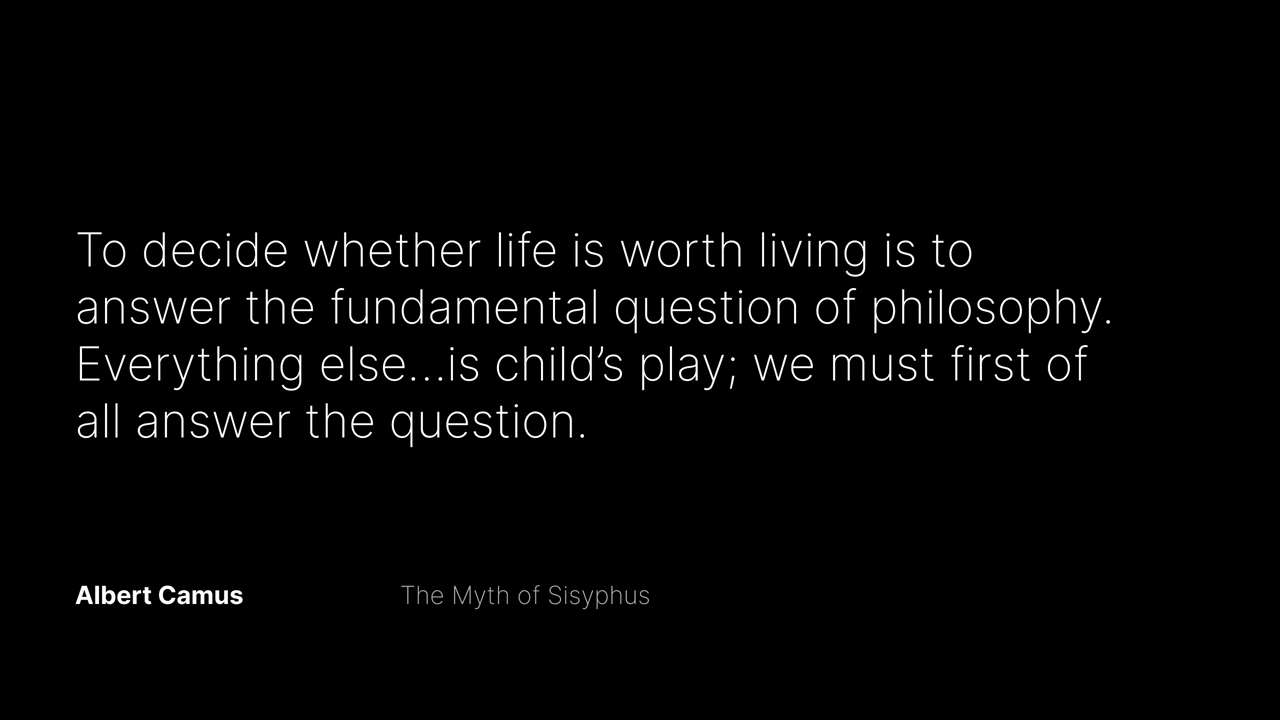 To decide whether life is worth living is to
answer the fundamental question of philosophy.
Everything else…is child’s play; we must first of
all answer the question.
Albert Camus
The Myth of Sisyphus